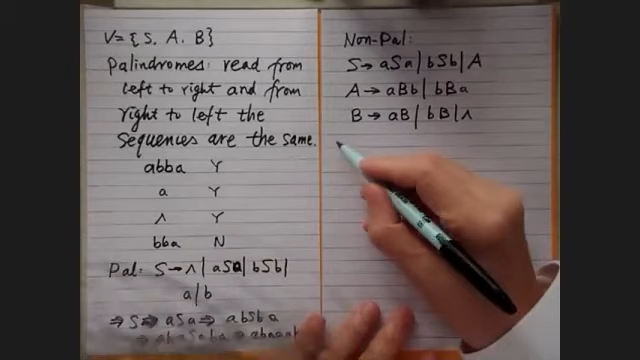 V={S, A, B}
Palindromes: read from
left to right and from
right to left the
sequences are the same.
abba Y
a Y
Λ Y
bba N
Pal: S→Λ|aSa|bSb|
a|b
⇒ S ⇒ aSa ⇒ abSba
Non-Pal:
S→aSa|bSb|A
A→aBb|bBa
B→aB|bB|Λ